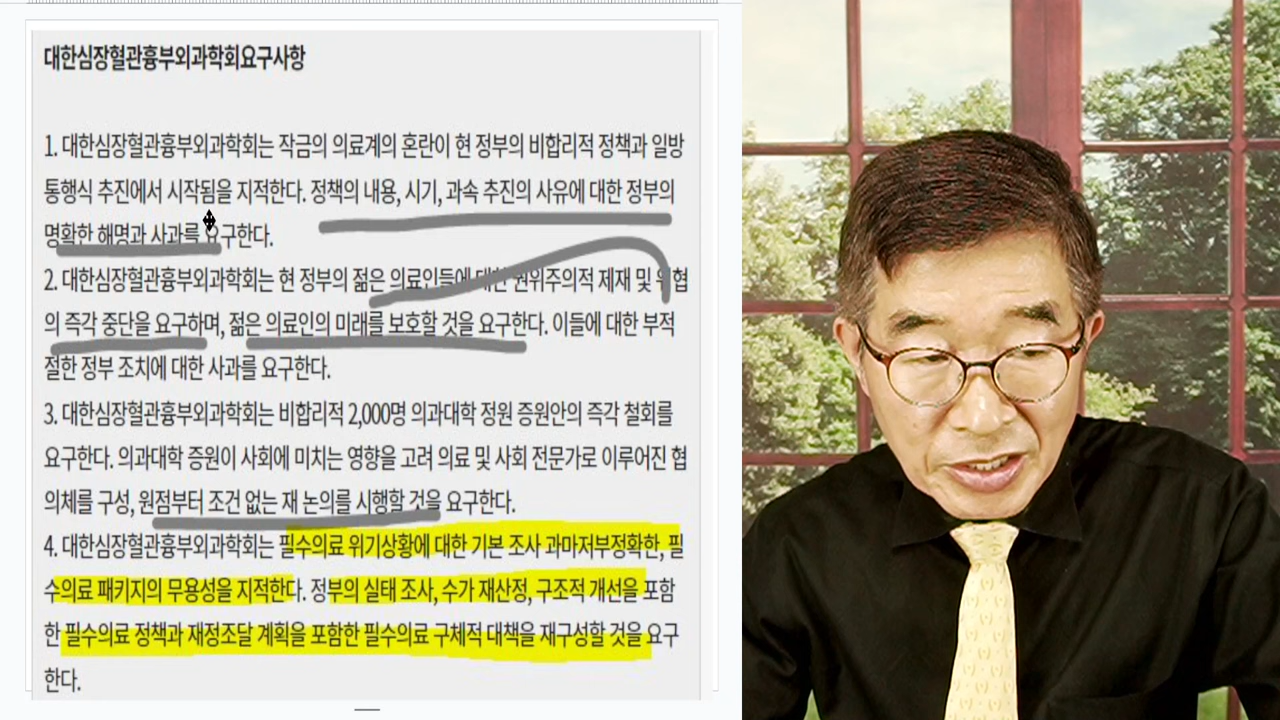 대한심장혈관흉부외과학회요구사항
1. 대한심장혈관흉부외과학회는 작금의 의료계의 혼란이 현 정부의 비합리적 정책과 일방
통행식 추진에서 시작됨을 지적한다. 정책의 내용, 시기, 과속 추진의 사유에 대한 정부의
명확한 해명과 사과를 요구한다.
2. 대한심장혈관흉부외과학회는 현 정부의 젊은 의료인들에 대한 권위주의적 제재 및 위협
의 즉각 중단을 요구하며, 젊은 의료인의 미래를 보호할 것을 요구한다. 이들에 대한 부적
절한 정부 조치에 대한 사과를 요구한다.
3. 대한심장혈관흉부외과학회는 비합리적 2,000명 의과대학 정원 증원안의 즉각 철회를
요구한다. 의과대학 증원이 사회에 미치는 영향을 고려 의료 및 사회 전문가로 이루어진 협
의체를 구성, 원점부터 조건 없는 재 논의를 시행할 것을 요구한다.
4. 대한심장혈관흉부외과학회는 필수의료 위기상황에 대한 기본 조사 과마저부정확한, 필
수의료 패키지의 무용성을 지적한다. 정부의 실태 조사, 수가 재산정, 구조적 개선을 포함
한 필수의료 정책과 재정조달 계획을 포함한 필수의료 구체적 대책을 재구성할 것을 요구
한다.